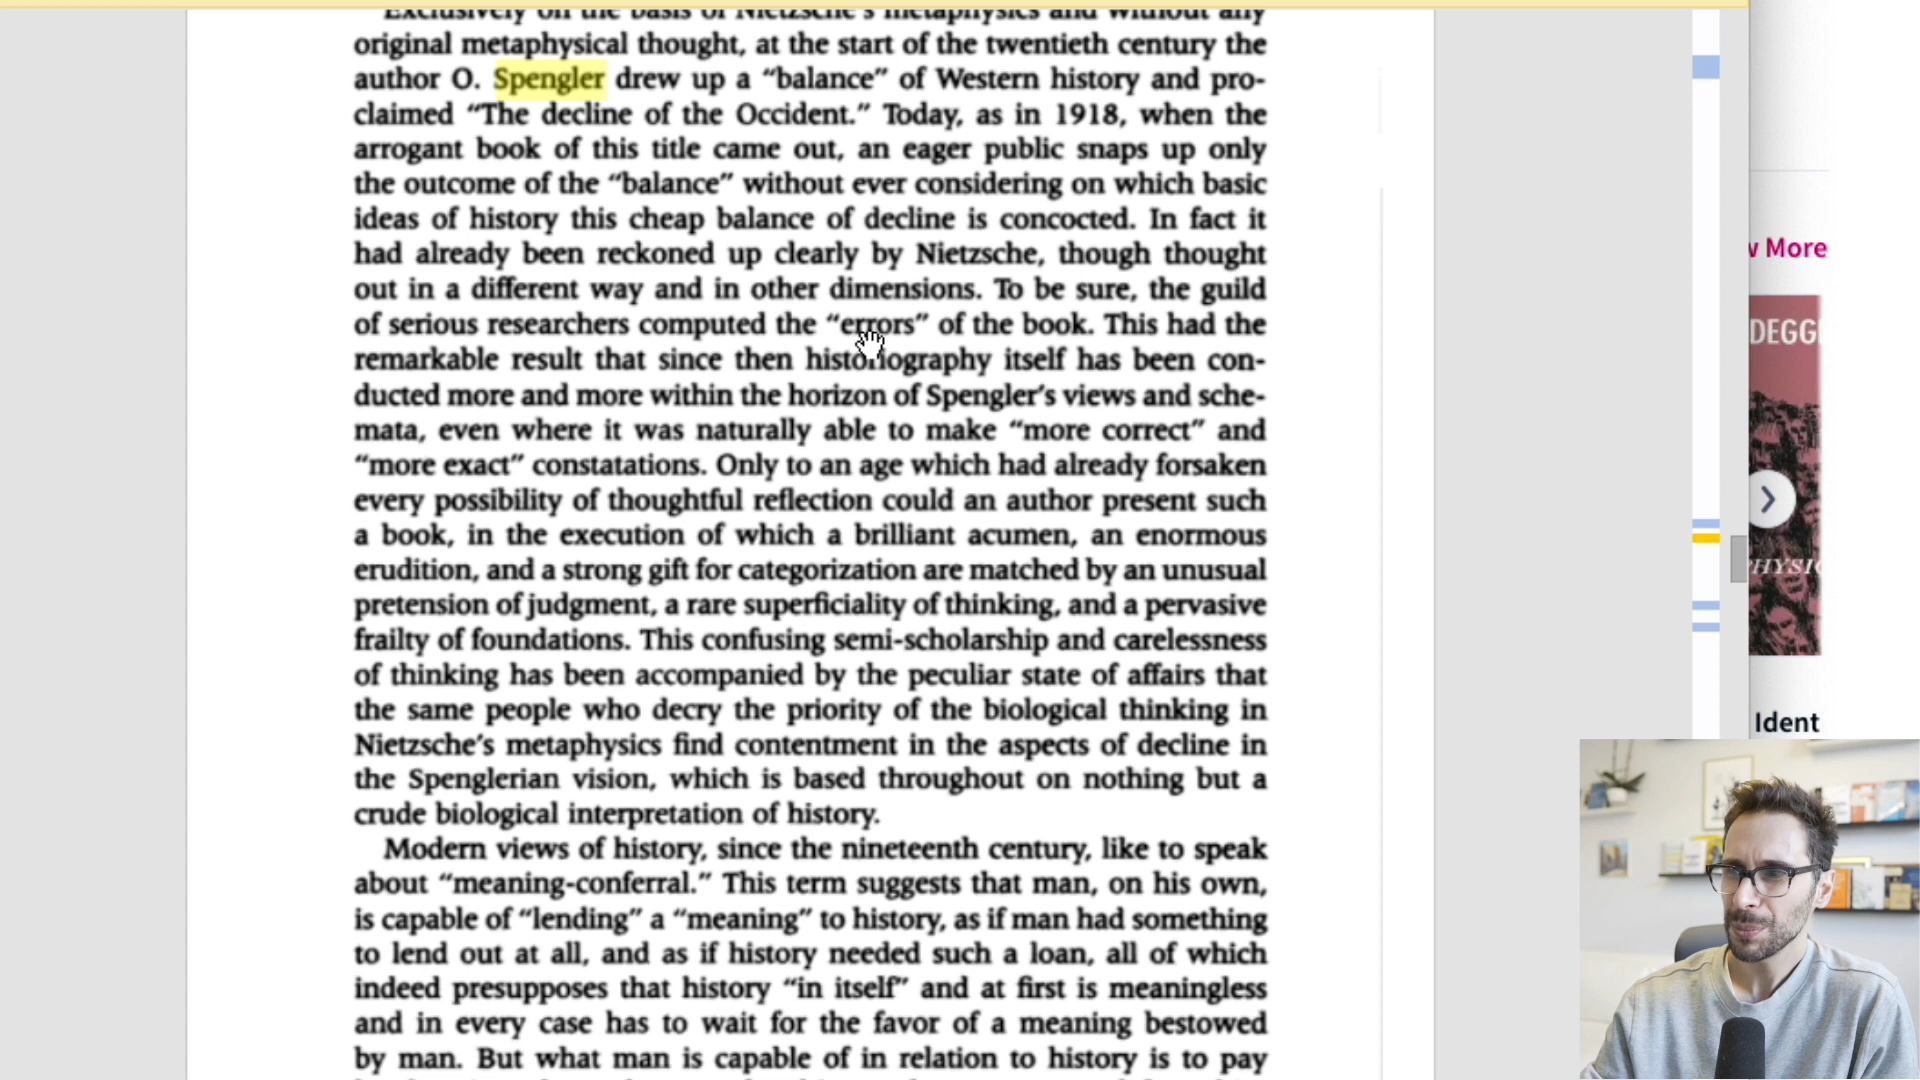 Exclusively on the basis of Nietzsche's metaphysics and without any
original metaphysical thought, at the start of the twentieth century the
author O. Spengler drew up a “balance” of Western history and pro-
claimed “The decline of the Occident.” Today, as in 1918, when the
arrogant book of this title came out, an eager public snaps up only
the outcome of the “balance” without ever considering on which basic
ideas of history this cheap balance of decline is concocted. In fact it
had already been reckoned up clearly by Nietzsche, though thought
out in a different way and in other dimensions. To be sure, the guild
of serious researchers computed the “errors” of the book. This had the
remarkable result that since then historiography itself has been con-
ducted more and more within the horizon of Spengler's views and sche-
mata, even where it was naturally able to make “more correct” and
“more exact” constatations. Only to an age which had already forsaken
every possibility of thoughtful reflection could an author present such
a book, in the execution of which a brilliant acumen, an enormous
erudition, and a strong gift for categorization are matched by an unusual
pretension of judgment, a rare superficiality of thinking, and a pervasive
frailty of foundations. This confusing semi-scholarship and carelessness
of thinking has been accompanied by the peculiar state of affairs that
the same people who decry the priority of the biological thinking in
Nietzsche's metaphysics find contentment in the aspects of decline in
the Spenglerian vision, which is based throughout on nothing but a
crude biological interpretation of history.
Modern views of history, since the nineteenth century, like to speak
about “meaning-conferral.” This term suggests that man, on his own,
is capable of “lending” a “meaning” to history, as if man had something
to lend out at all, and as if history needed such a loan, all of which
indeed presupposes that history “in itself” and at first is meaningless
and in every case has to wait for the favor of a meaning bestowed
by man. But what man is capable of in relation to history is to pay
w More
DEGG
HYSI
Ident